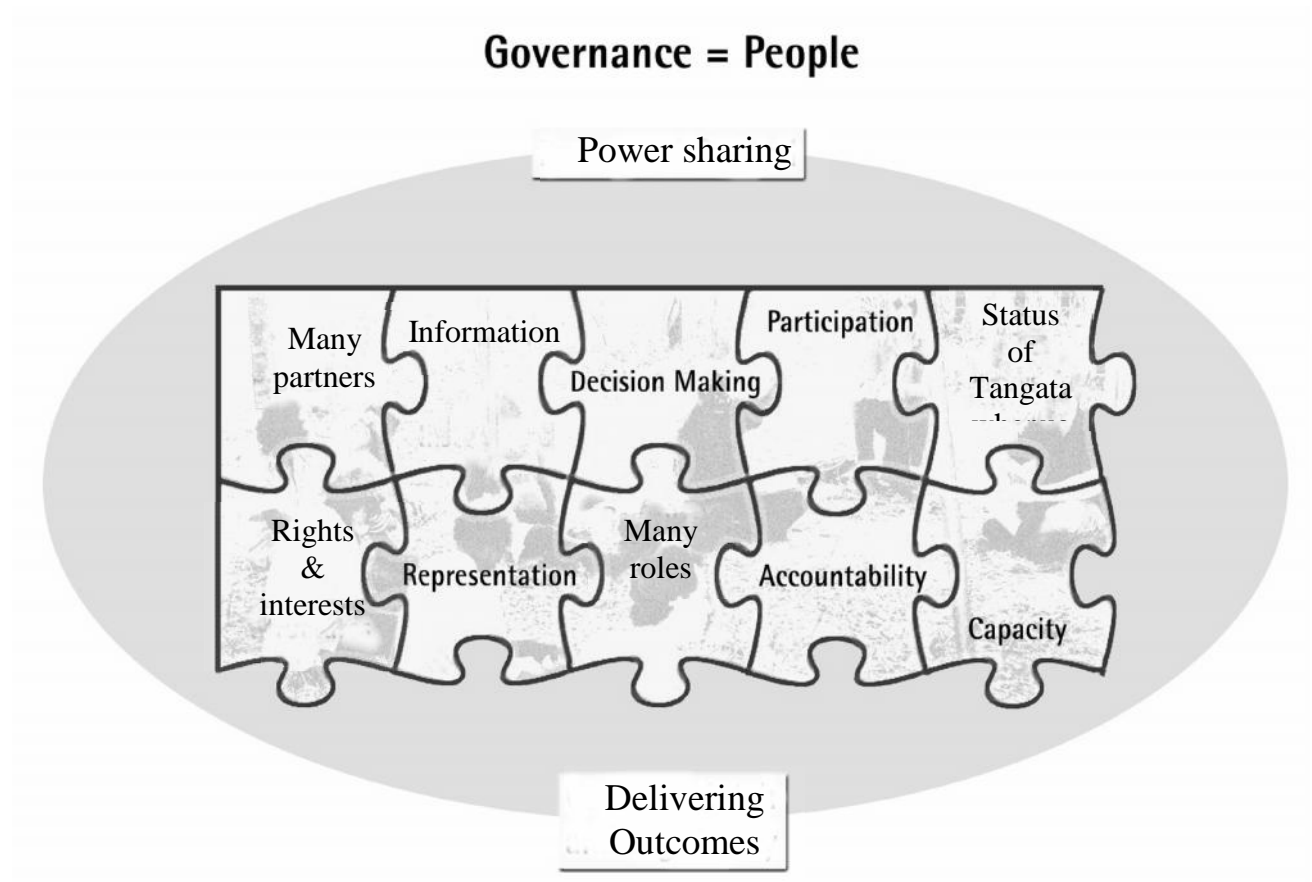 Governance = People
Power sharing
Many
partners
Information
Decision Making
Participation
Status
of
Tangata
Rights
&
interests
Representation
Many
roles
Accountability
Capacity
Delivering
Outcomes